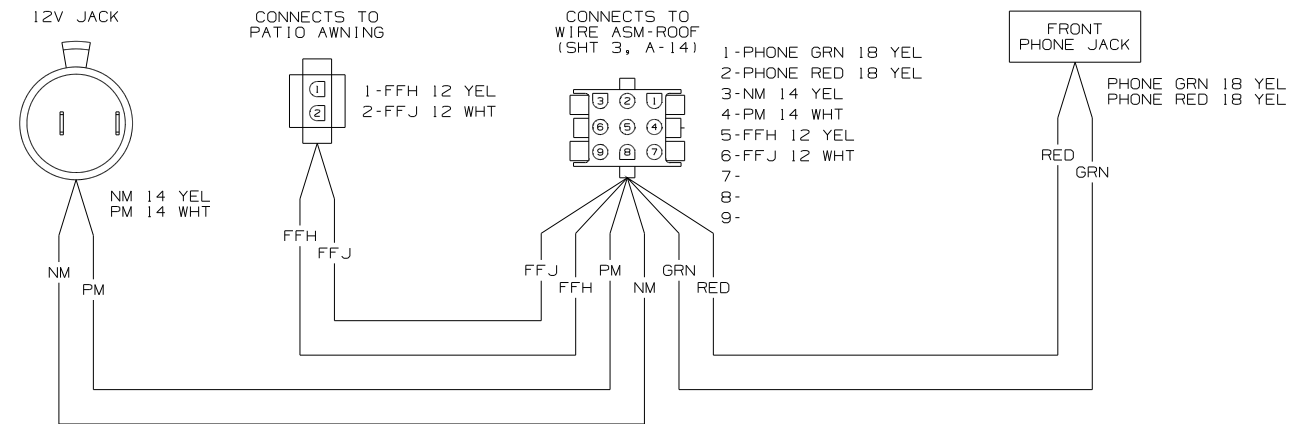 12V JACK
NM 14 YEL
PM 14 WHT
NM
PM
CONNECTS TO
PATIO AWNING
1
2
1-FFH 12 YEL
2-FFJ 12 WHT
FFH
FFJ
CONNECTS TO
WIRE ASM-ROOF
(SHT 3, A-14)
3 2 1
6 5 4
9 8 7
1-PHONE GRN 18 YEL
2-PHONE RED 18 YEL
3-NM 14 YEL
4-PM 14 WHT
5-FFH 12 YEL
6-FFJ 12 WHT
7-
8-
9-
FFJ
FFH
PM
NM
GRN
RED
FRONT
PHONE JACK
PHONE GRN 18 YEL
PHONE RED 18 YEL
RED
GRN